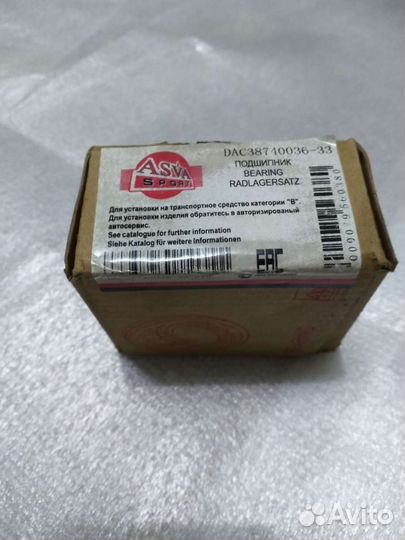 ASVA
SPORT
DAC38740036-33
ПОДШИПНИК
BEARING
RADLAGERSATZ
Для установки на транспортное средство категории "В".
Для установки изделия обратитесь в авторизированый
автосервис.
See catalogue for further information
Siehe Katalog für weitere Informationen
EAC
Avito